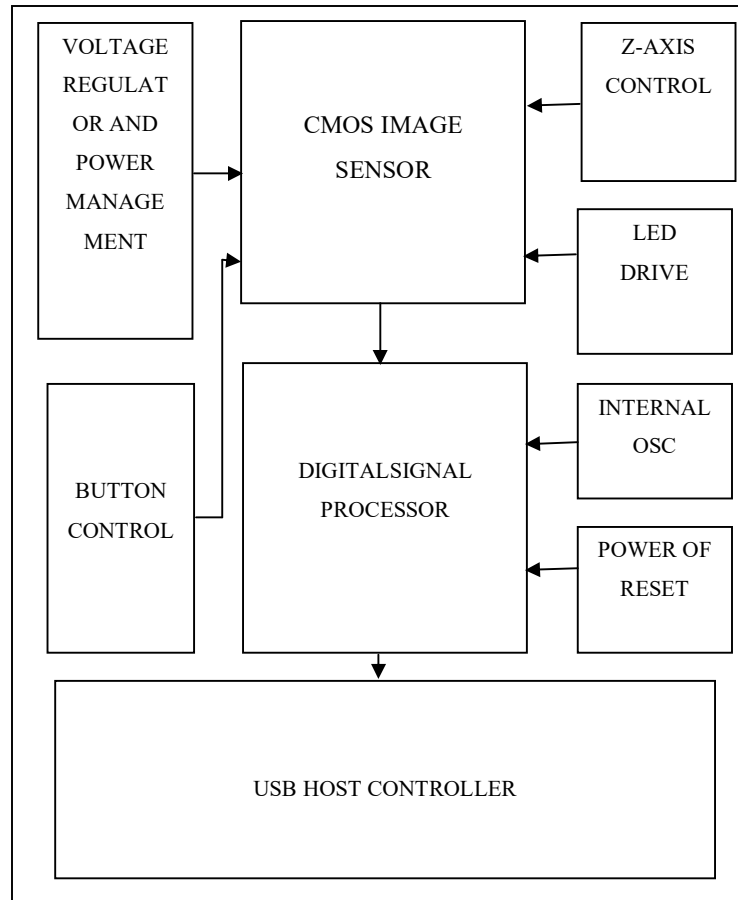 VOLTAGE
REGULAT
OR AND
POWER
MANAGE
MENT
CMOS IMAGE
SENSOR
Z-AXIS
CONTROL
LED
DRIVE
BUTTON
CONTROL
DIGITALSIGNAL
PROCESSOR
INTERNAL
OSC
POWER OF
RESET
USB HOST CONTROLLER